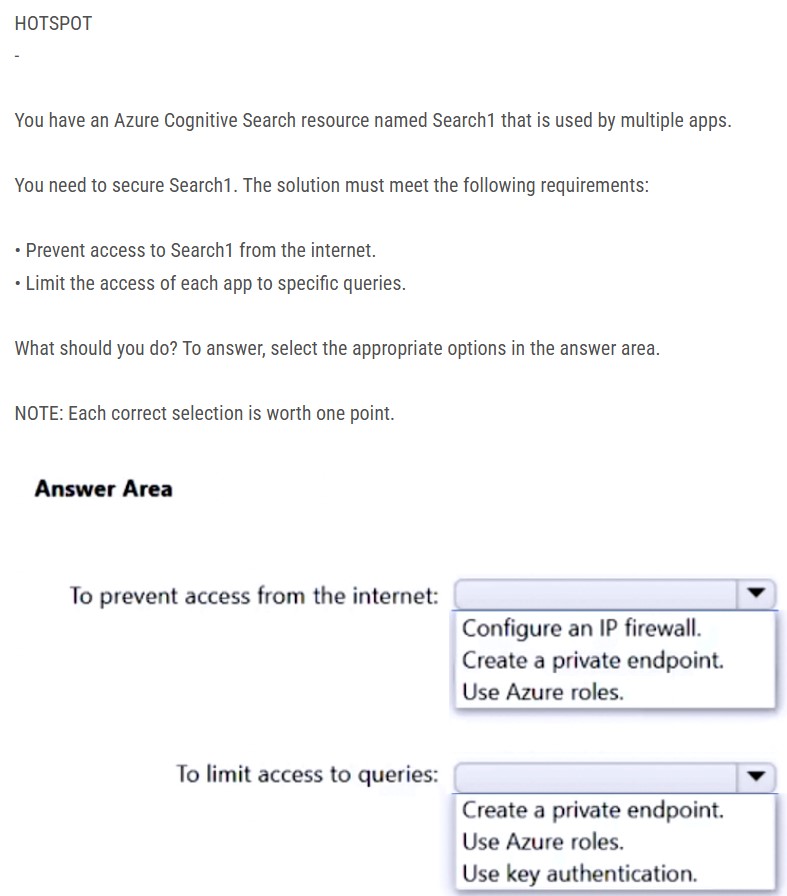 HOTSPOT
-
You have an Azure Cognitive Search resource named Search1 that is used by multiple apps.
You need to secure Search1. The solution must meet the following requirements:
• Prevent access to Search1 from the internet.
• Limit the access of each app to specific queries.
What should you do? To answer, select the appropriate options in the answer area.
NOTE: Each correct selection is worth one point.
Answer Area
To prevent access from the internet:
Configure an IP firewall.
Create a private endpoint.
Use Azure roles.
To limit access to queries:
Create a private endpoint.
Use Azure roles.
Use key authentication.